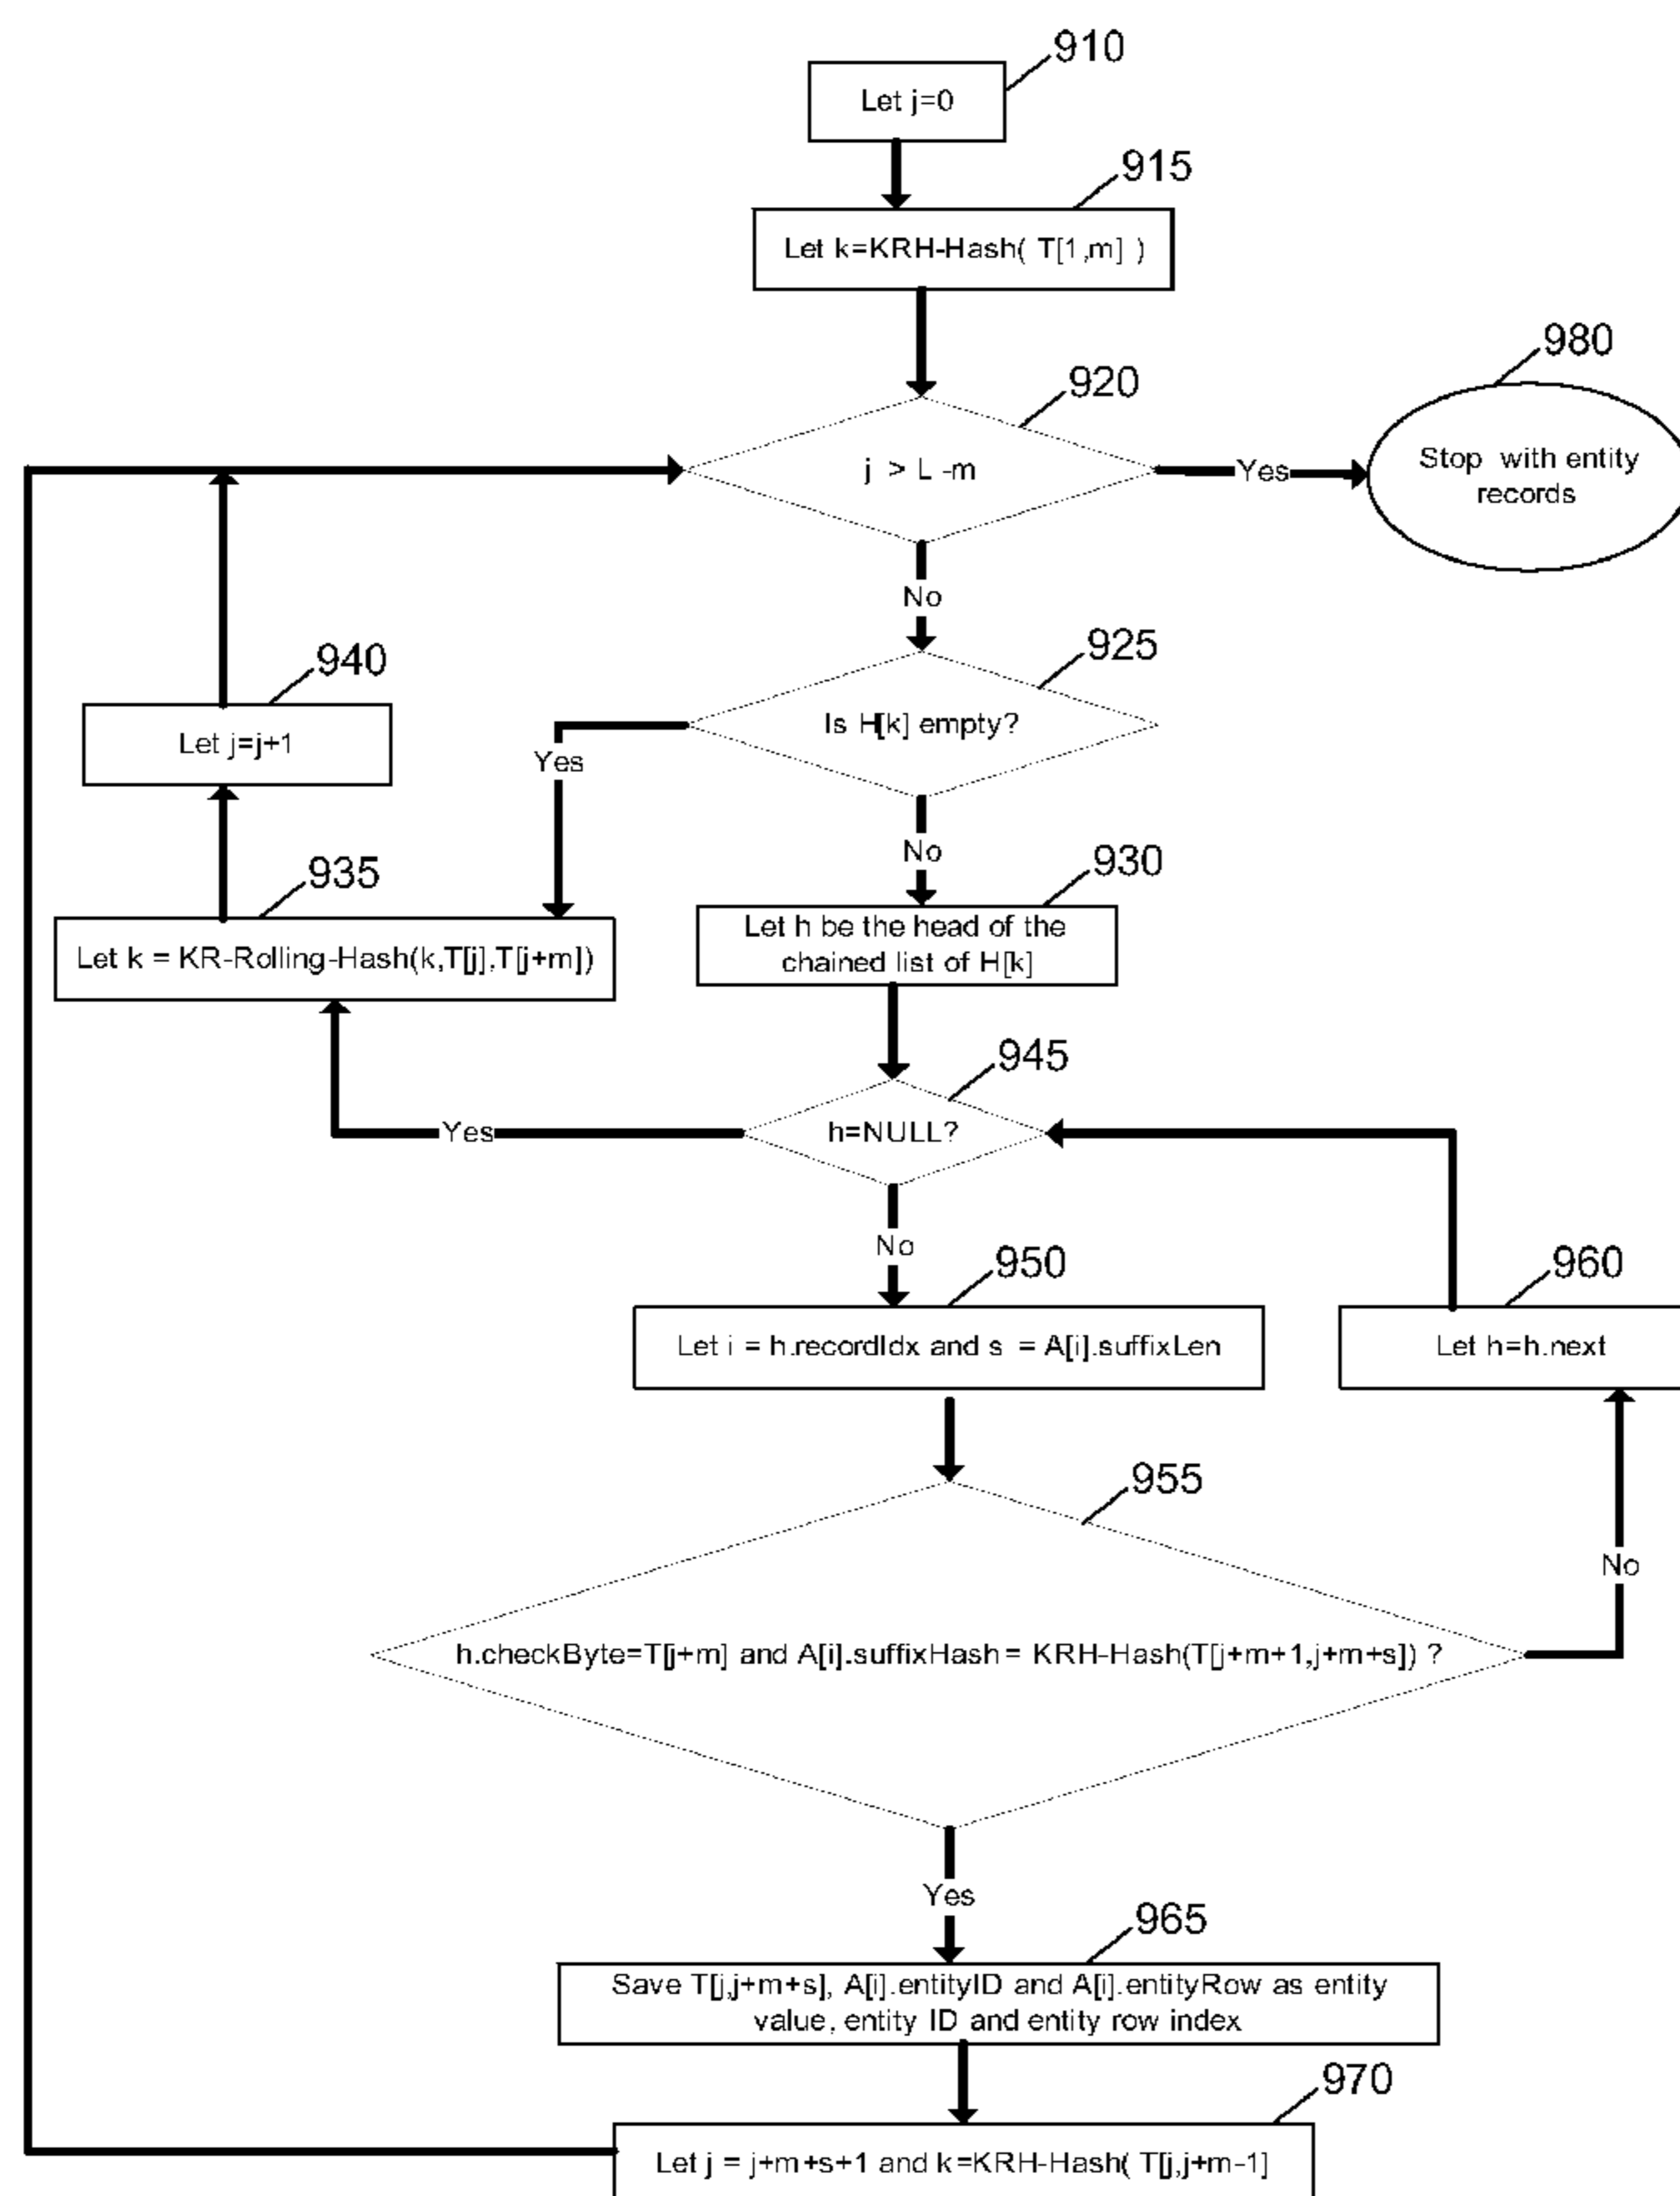 910
Let j=0
915
Let k=KRH-Hash( T[1,m] )
980
920
Stop with entity
records
j > L -m
Yes
No
925
940
Is H[k] empty?
Let j=j+1
Yes
No
930
935
Let h be the head of the
chained list of H[k]
Let k = KR-Rolling-Hash(k,T[j],T[j+m])
945
h=NULL?
Yes
No
950
960
Let i = h.recordIdx and s = A[i].suffixLen
Let h=h.next
955
No
h.checkByte=T[j+m] and A[i].suffixHash= KRH-Hash(T[j+m+1,j+m+s]) ?
Yes
965
Save T[j,j+m+s], A[i].entityID and A[i].entityRow as entity
value, entity ID and entity row index
970
Let j = j+m+s+1 and k=KRH-Hash( T[j,j+m-1]